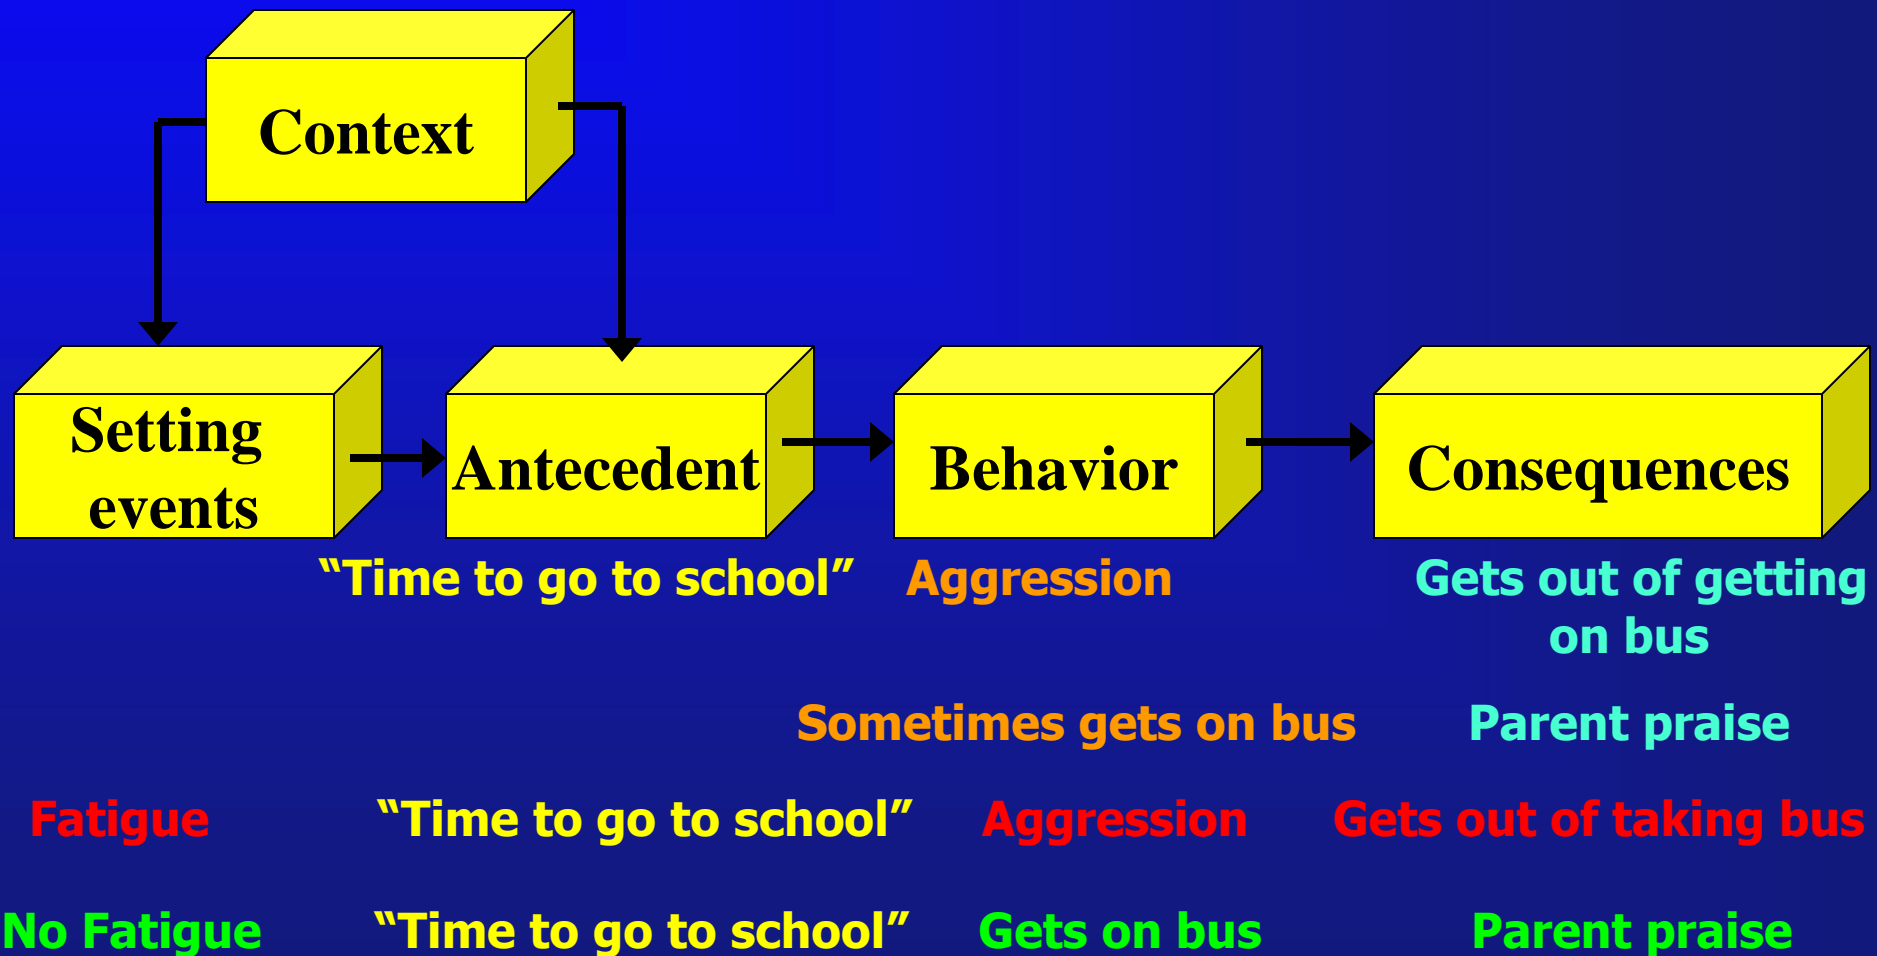 Context
Setting
events
Antecedent
Behavior
Consequences
“Time to go to school”
Aggression
Gets out of getting
on bus
Sometimes gets on bus
Parent praise
Fatigue
“Time to go to school”
Aggression
Gets out of taking bus
No Fatigue
“Time to go to school”
Gets on bus
Parent praise